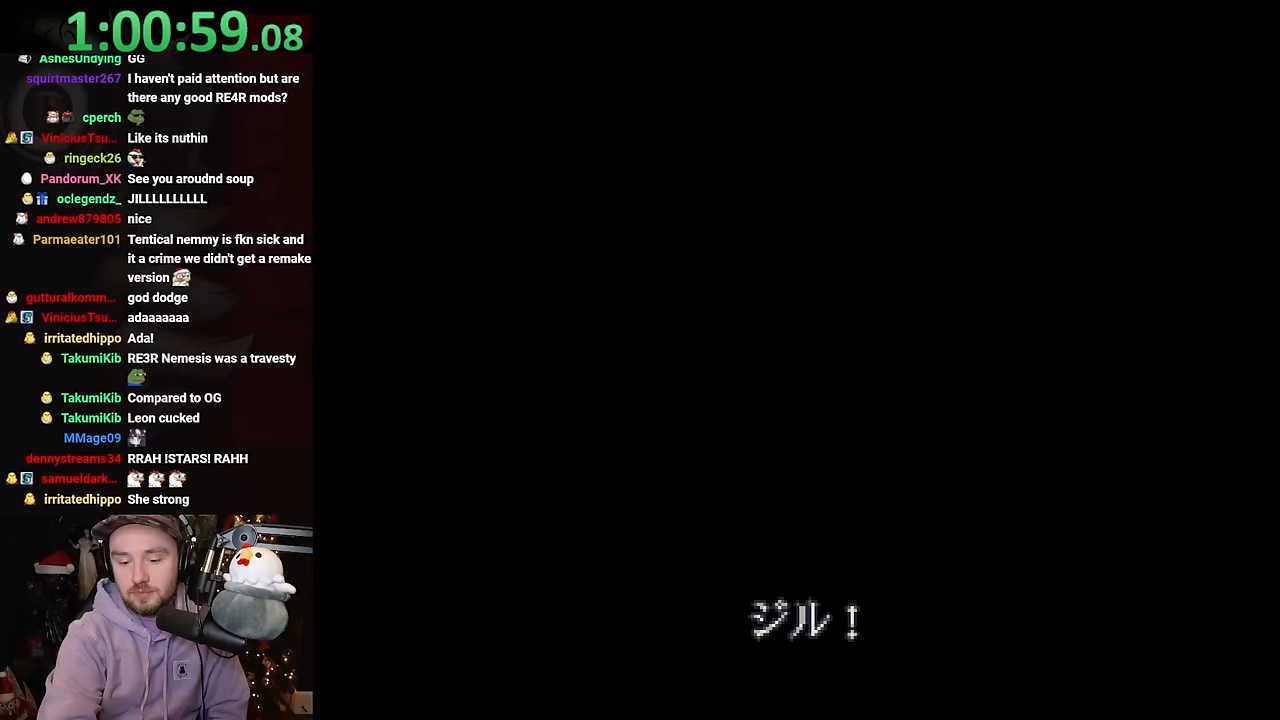 1:00:59.08
AshesUndying GG
squirtmaster267 I haven't paid attention but are
there any good RE4R mods?
cperch
ViniciusTsu... Like its nuthin
ringeck26
Pandorum_XK See you aroudnd soup
oclegendz_ JILLLLLLLLLL
andrew879805 nice
Parmaeater101 Tentical nemmy is fkn sick and
it a crime we didn't get a remake
version
gutturalkomm... god dodge
ViniciusTsu... adaaaaaaa
irritatedhippo Ada!
TakumiKib RE3R Nemesis was a travesty
TakumiKib Compared to OG
TakumiKib Leon cucked
MMage09
dennystreams34 RRAH !STARS! RAHH
samueldark...
irritatedhippo She strong
ジル！